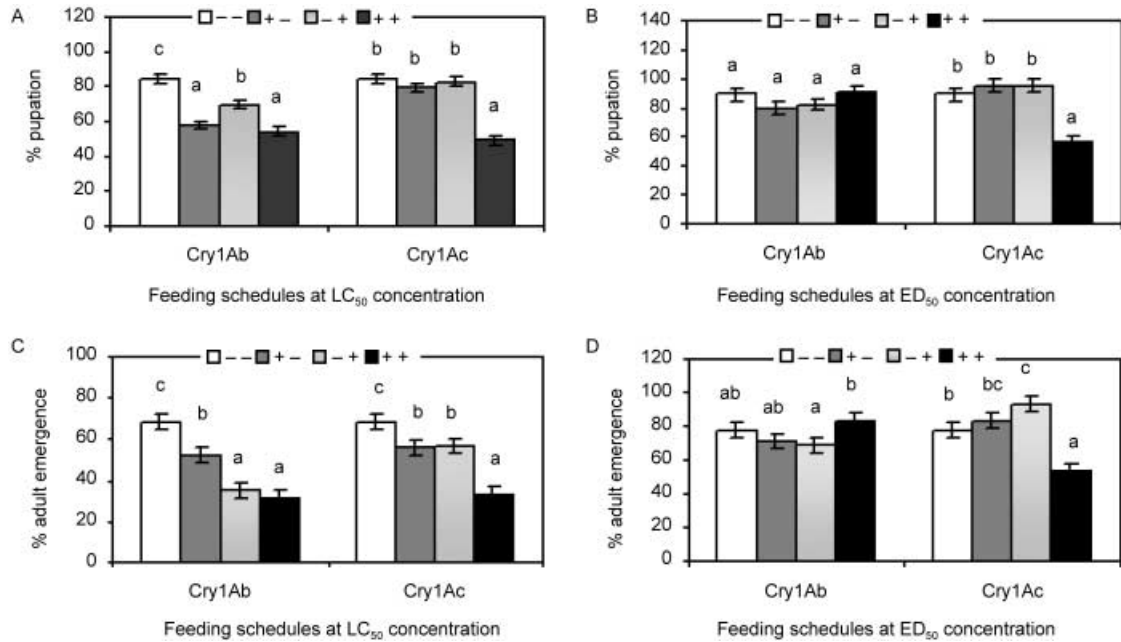 A
B
120
– – + – – + + +
140
– – + – – + + +
100
120
80
100
60
80
40
60
20
40
0
20
0
% pupation
% pupation
c a b a b b b a
a a a a b b b a
Cry1Ab Cry1Ac
Cry1Ab Cry1Ac
Feeding schedules at LC50 concentration
Feeding schedules at ED50 concentration
C
D
100
– – + – – + + +
120
– – + – – + + +
80
100
60
80
40
60
20
40
0
20
0
% adult emergence
% adult emergence
c b a a c b b a
ab ab a b b bc c a
Cry1Ab Cry1Ac
Cry1Ab Cry1Ac
Feeding schedules at LC50 concentration
Feeding schedules at ED50 concentration